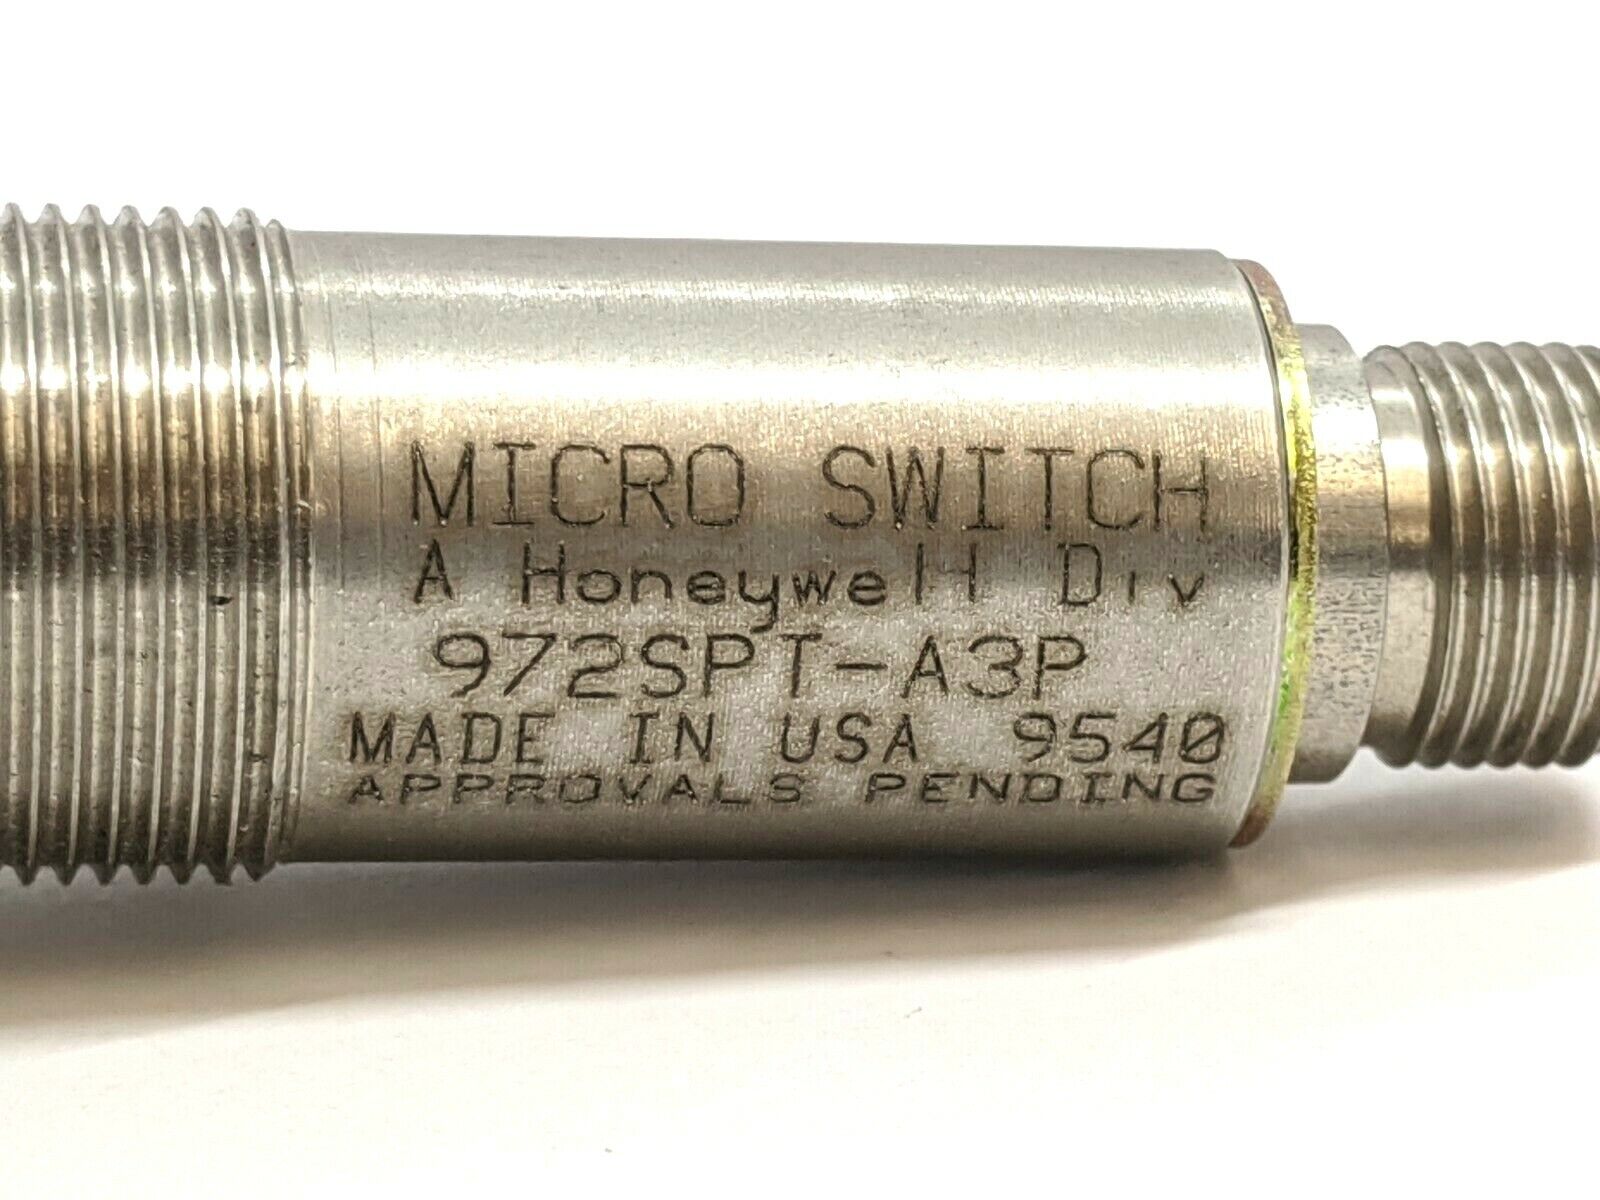 MICRO SWITCH
A Honeywell Div
972SPT-A3P
MADE IN USA 9540
APPROVALS PENDING